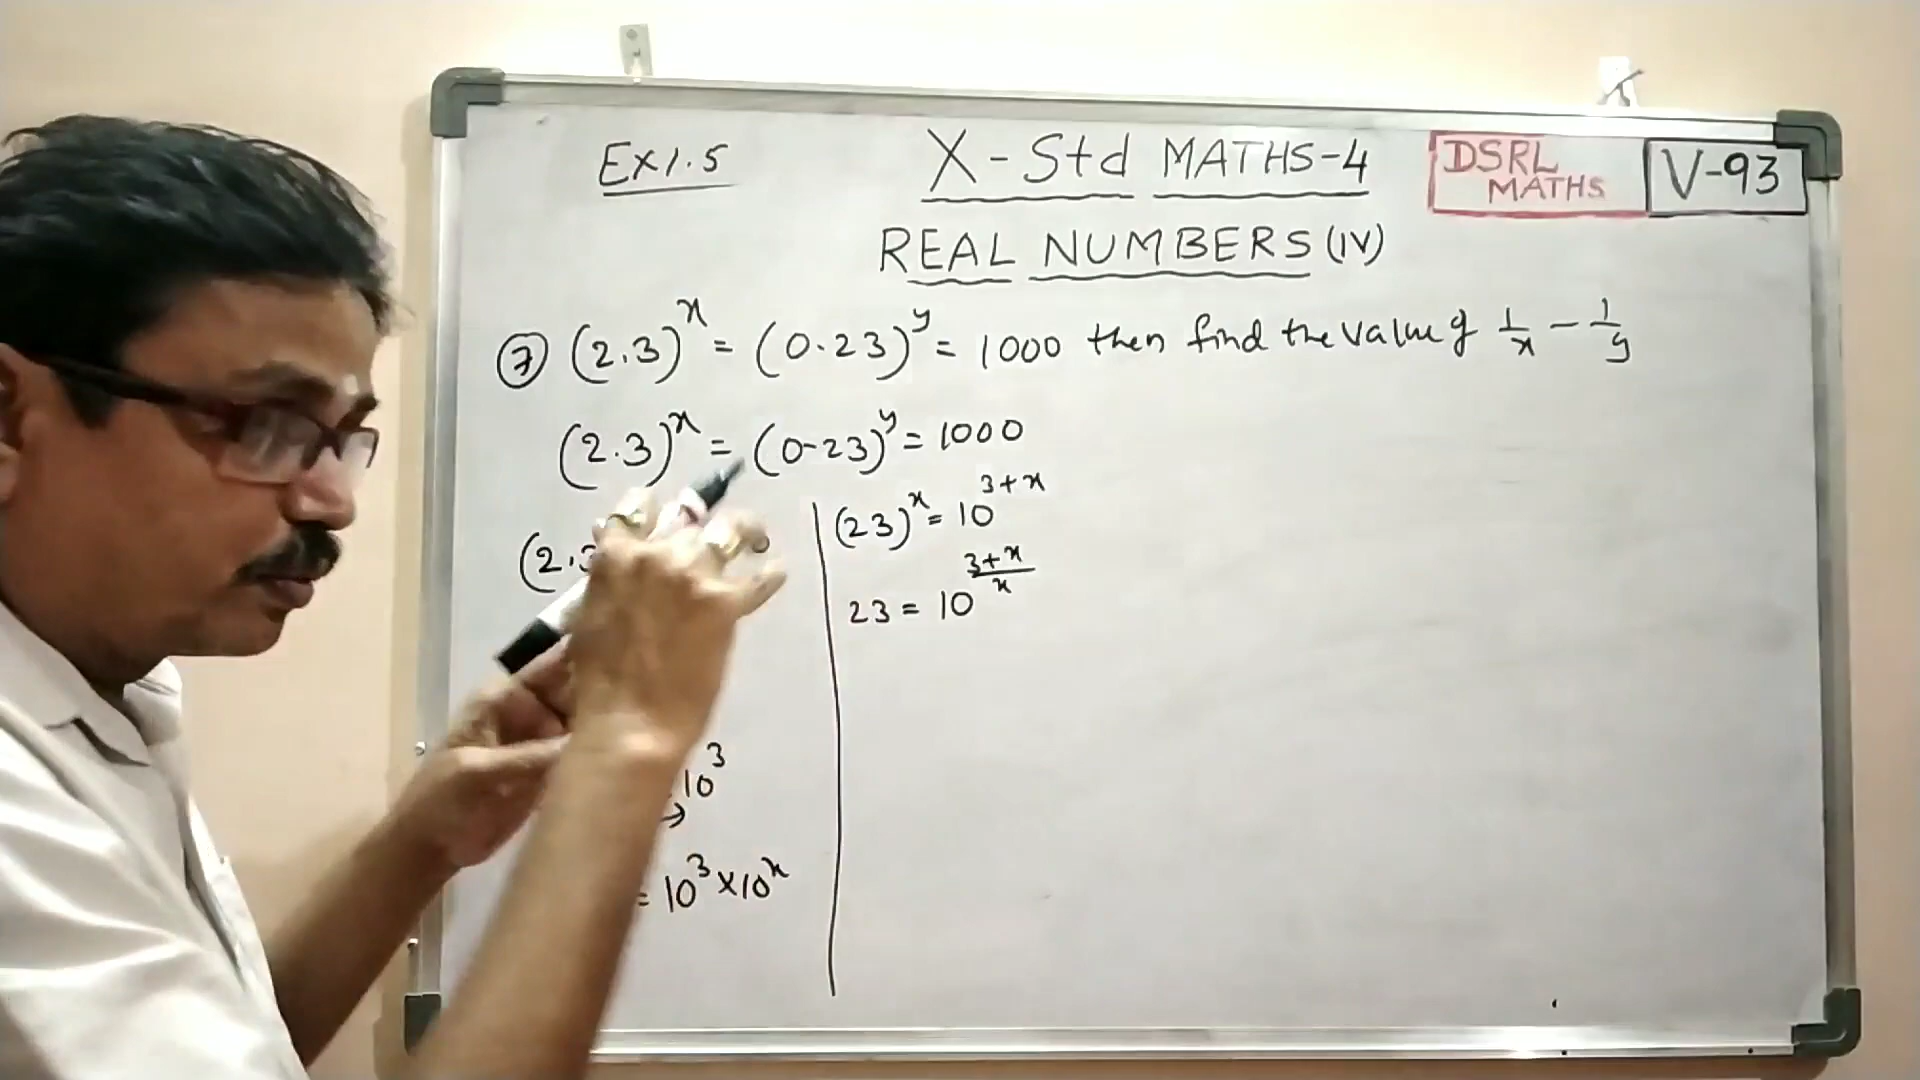 Ex1.5
X-Std MATHS-4
DSRL
MATHS
V-93
REAL NUMBERS (IV)
7 (2.3)^x = (0.23)^y = 1000 then find the value of 1/x - 1/y
(2.3)^x = (0.23)^y = 1000
(2.3
10^3
= 10^3 × 10^x
(23)^x = 10^(3+x)
23 = 10^((3+x)/x)